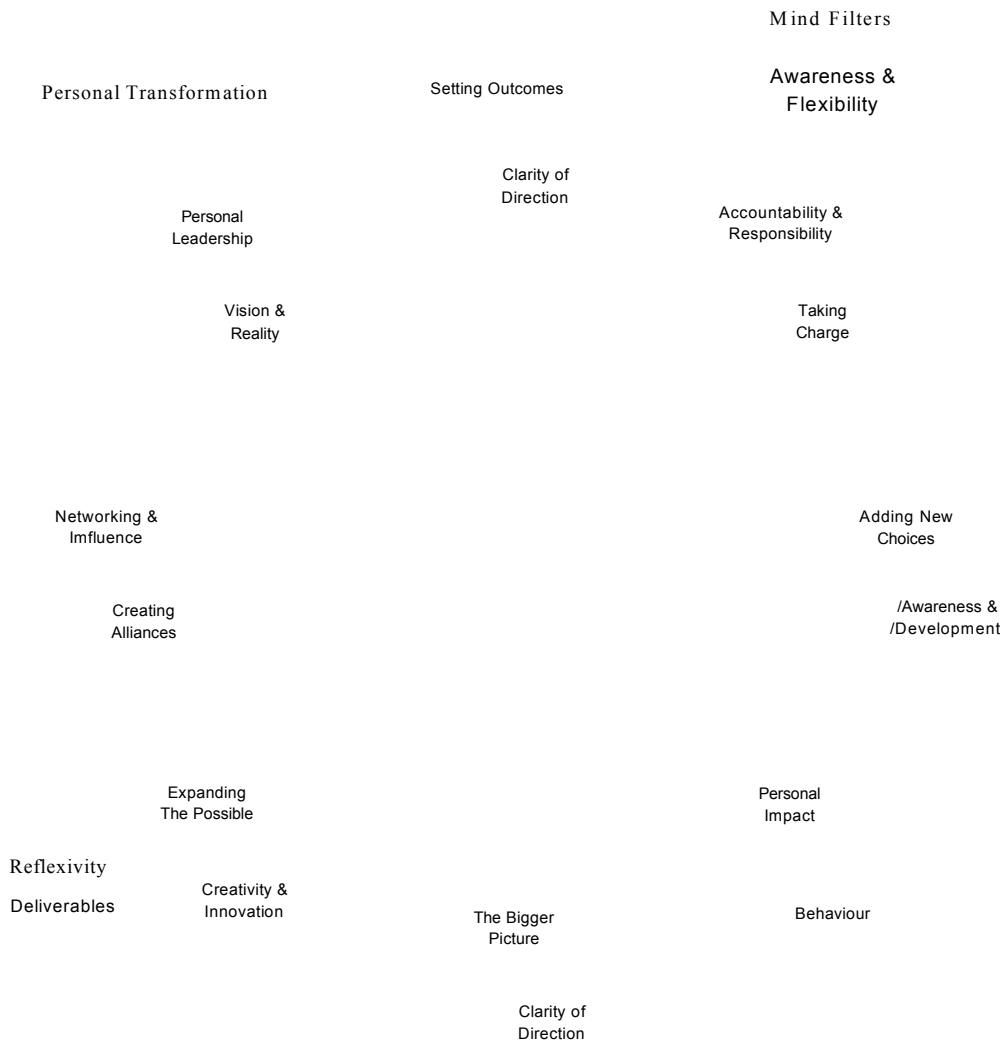 Mind Filters
Personal Transformation
Setting Outcomes
Awareness &
Flexibility
Clarity of
Direction
Personal
Leadership
Accountability &
Responsibility
Vision &
Reality
Taking
Charge
Networking &
Imfluence
Adding New
Choices
Creating
Alliances
/Awareness &
/Development
Expanding
The Possible
Personal
Impact
Reflexivity
Deliverables
Creativity &
Innovation
The Bigger
Picture
Behaviour
Clarity of
Direction